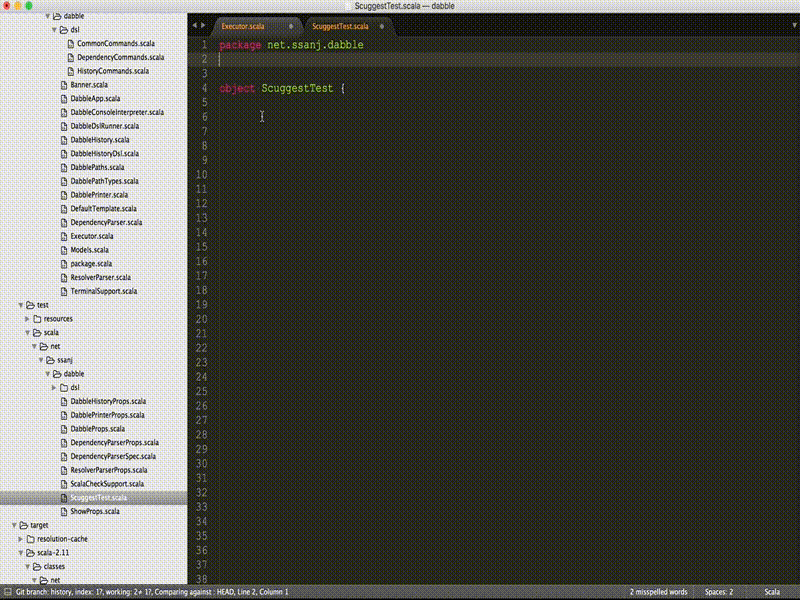 ScuggestTest.scala — dabble
dabble
dsl
CommonCommands.scala
DependencyCommands.scala
HistoryCommands.scala
Banner.scala
DabbleApp.scala
DabbleConsoleInterpreter.scala
DabbleDslRunner.scala
DabbleHistory.scala
DabbleHistoryDsl.scala
DabblePaths.scala
DabblePathTypes.scala
DabblePrinter.scala
DefaultTemplate.scala
DependencyParser.scala
Executor.scala
Models.scala
package.scala
ResolverParser.scala
TerminalSupport.scala
test
resources
scala
net
ssanj
dabble
dsl
DabbleHistoryProps.scala
DabblePrinterProps.scala
DabbleProps.scala
DependencyParserProps.scala
DependencyParserSpec.scala
ResolverParserProps.scala
ScalaCheckSupport.scala
ScuggestTest.scala
ShowProps.scala
target
resolution-cache
scala-2.11
classes
net
Executor.scala
ScuggestTest.scala
1 package net.ssanj.dabble
2
3
4 object ScuggestTest {
5
6
7
8
9
10
11
12
13
14
15
16
17
18
19
20
21
22
23
24
25
26
27
28
29
30
31
32
33
34
35
36
37
38
Git branch: history, index: 1?, working: 2≠ 1?, Comparing against : HEAD, Line 2, Column 1
2 misspelled words
Spaces: 2
Scala